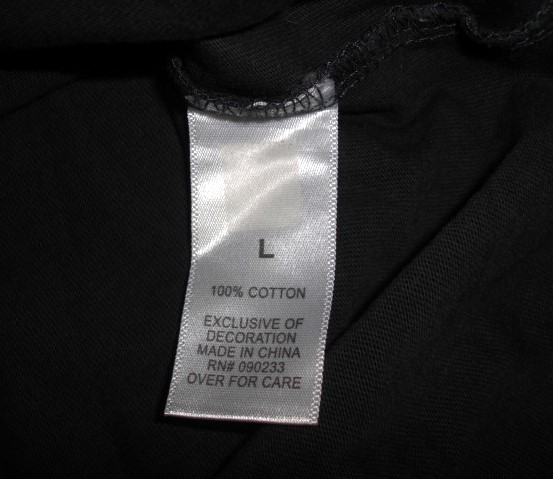 L
100% COTTON
EXCLUSIVE OF
DECORATION
MADE IN CHINA
RN# 090233
OVER FOR CARE